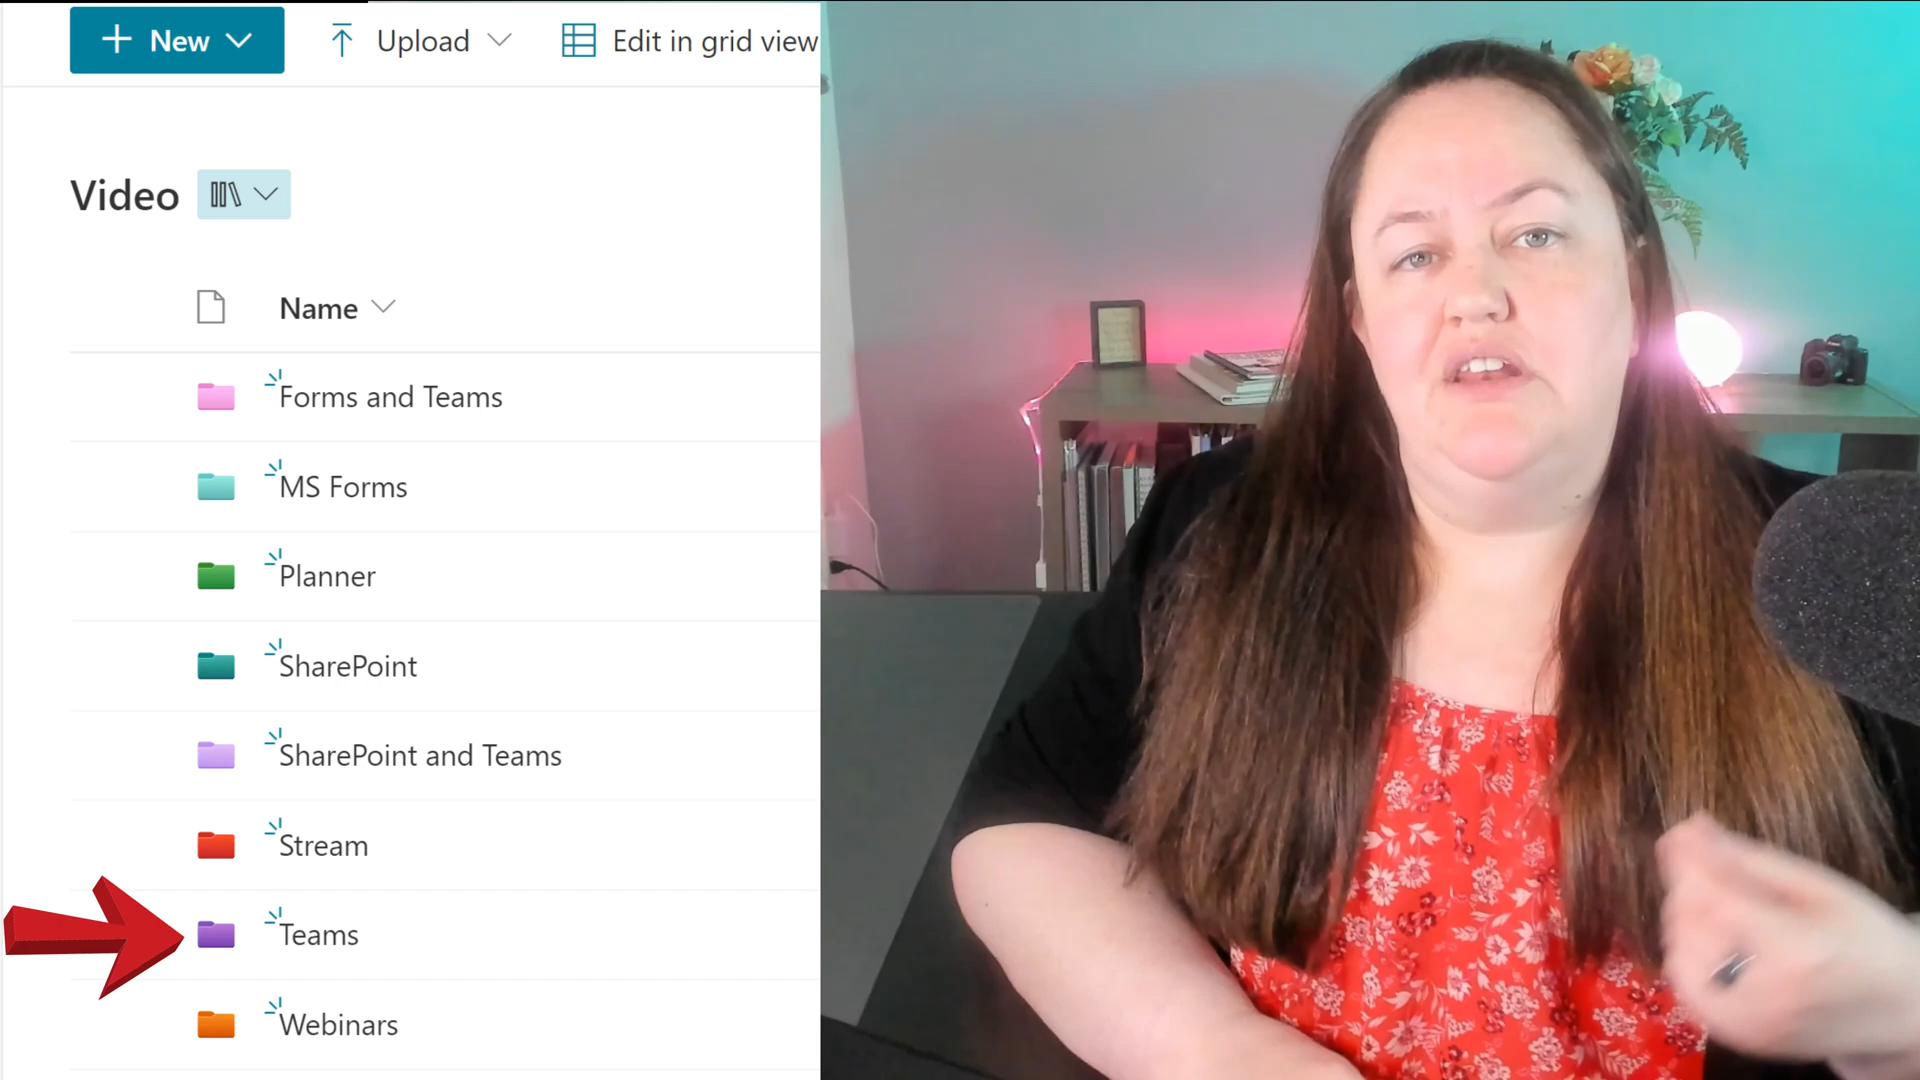 + New
Upload
Edit in grid view
Video
Name
Forms and Teams
MS Forms
Planner
SharePoint
SharePoint and Teams
Stream
Teams
Webinars